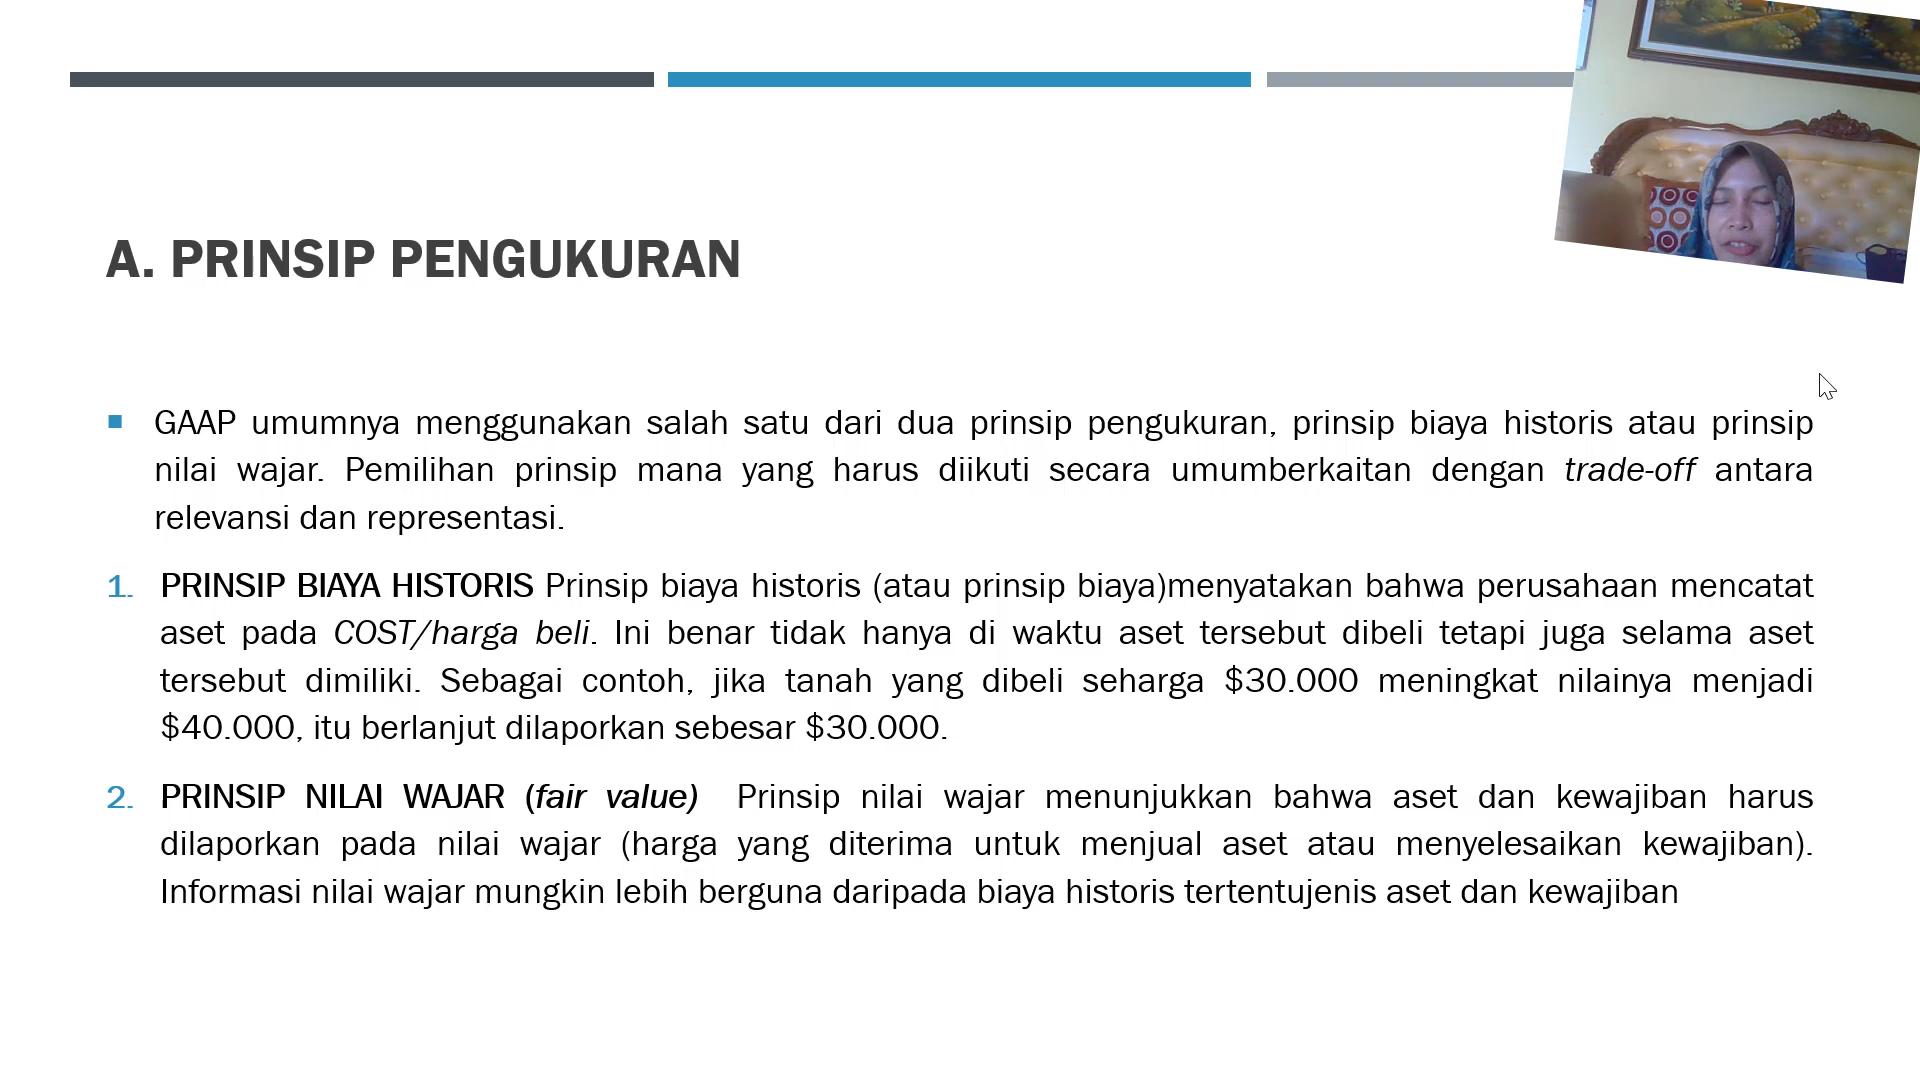 A. PRINSIP PENGUKURAN
GAAP umumnya menggunakan salah satu dari dua prinsip pengukuran, prinsip biaya historis atau prinsip
nilai wajar. Pemilihan prinsip mana yang harus diikuti secara umumberkaitan dengan trade-off antara
relevansi dan representasi.
1. PRINSIP BIAYA HISTORIS Prinsip biaya historis (atau prinsip biaya)menyatakan bahwa perusahaan mencatat
aset pada COST/harga beli. Ini benar tidak hanya di waktu aset tersebut dibeli tetapi juga selama aset
tersebut dimiliki. Sebagai contoh, jika tanah yang dibeli seharga $30.000 meningkat nilainya menjadi
$40.000, itu berlanjut dilaporkan sebesar $30.000.
2. PRINSIP NILAI WAJAR (fair value) Prinsip nilai wajar menunjukkan bahwa aset dan kewajiban harus
dilaporkan pada nilai wajar (harga yang diterima untuk menjual aset atau menyelesaikan kewajiban).
Informasi nilai wajar mungkin lebih berguna daripada biaya historis tertentujenis aset dan kewajiban